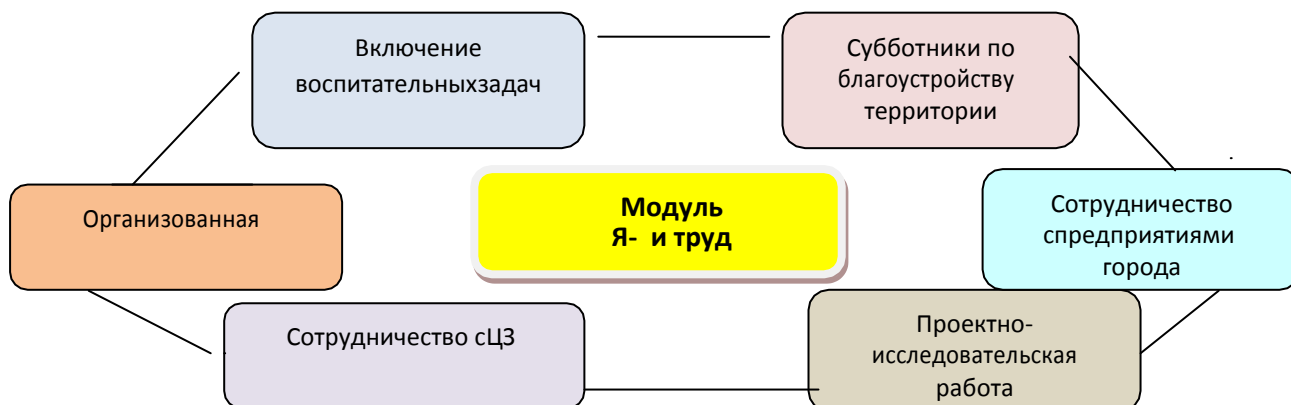 Включение
воспитательныхзадач
Субботники по
благоустройству
территории
Организованная
Модуль
Я- и труд
Сотрудничество
спредприятиями
города
Сотрудничество сЦЗ
Проектно-
исследовательская
работа